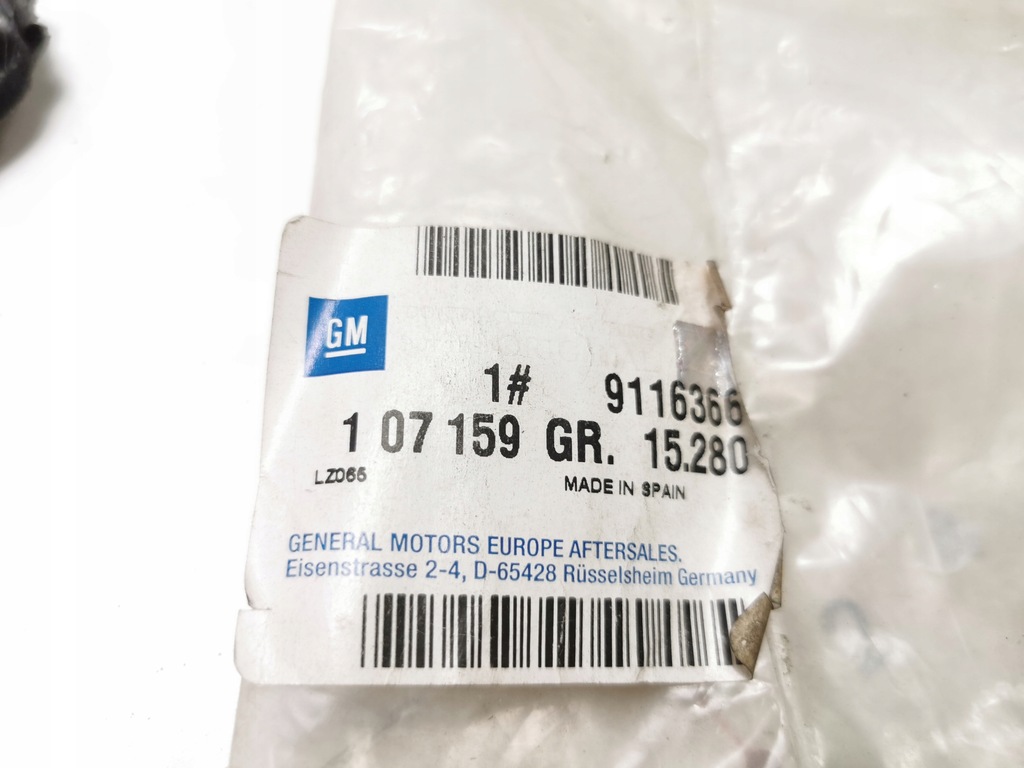 GM
1# 9116366
1 07 159 GR. 15.280
LZ065 MADE IN SPAIN
GENERAL MOTORS EUROPE AFTERSALES.
Eisenstrasse 2-4, D-65428 Rüsselsheim Germany